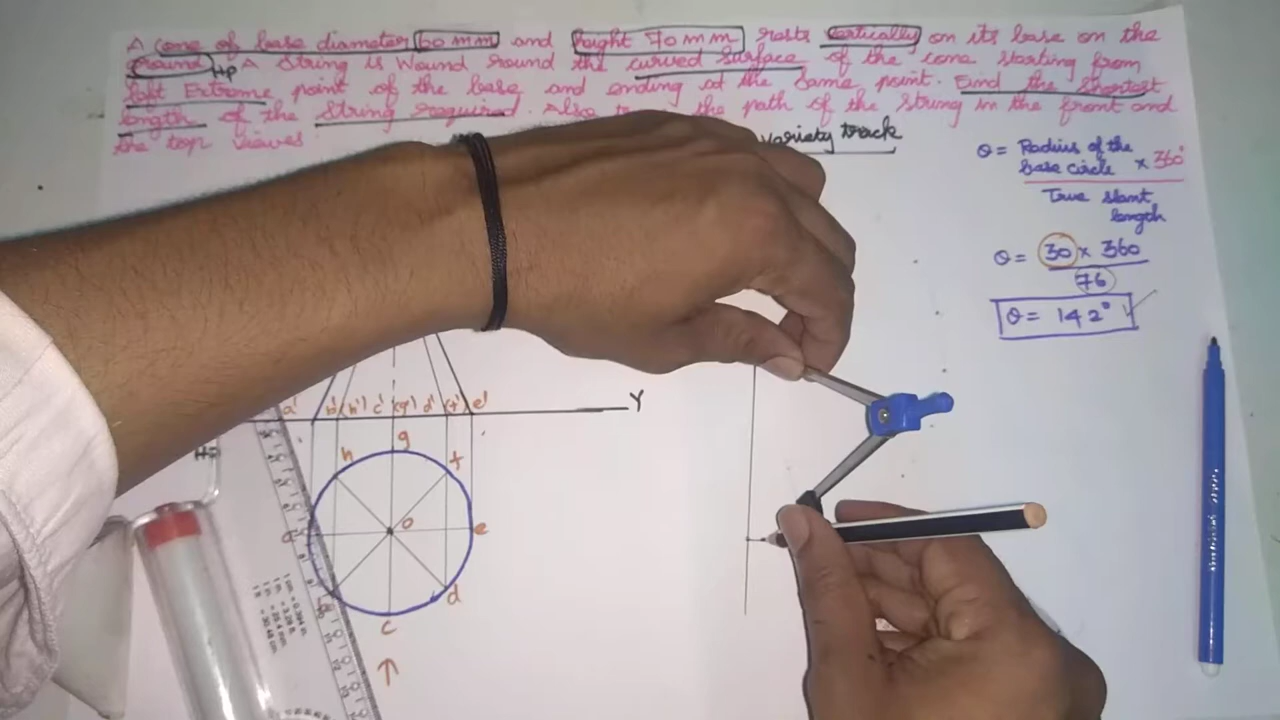 A cone of base diameter 60 mm and height 70 mm rests vertically on its base on the
Ground HP A String is Wound round the curved surface of the cone starting from
left Extreme point of the base and ending at the same point. Find the shortest
length of the string required. Also the path of the string in the front and
the top views
variety track
θ = Radius of the
base circle × 360°
True slant
length
θ = 30 × 360
76
θ = 142°
Y
a' b' (h') c' (g') d' (f') e'
HP
g
h f
a o e
b d
c